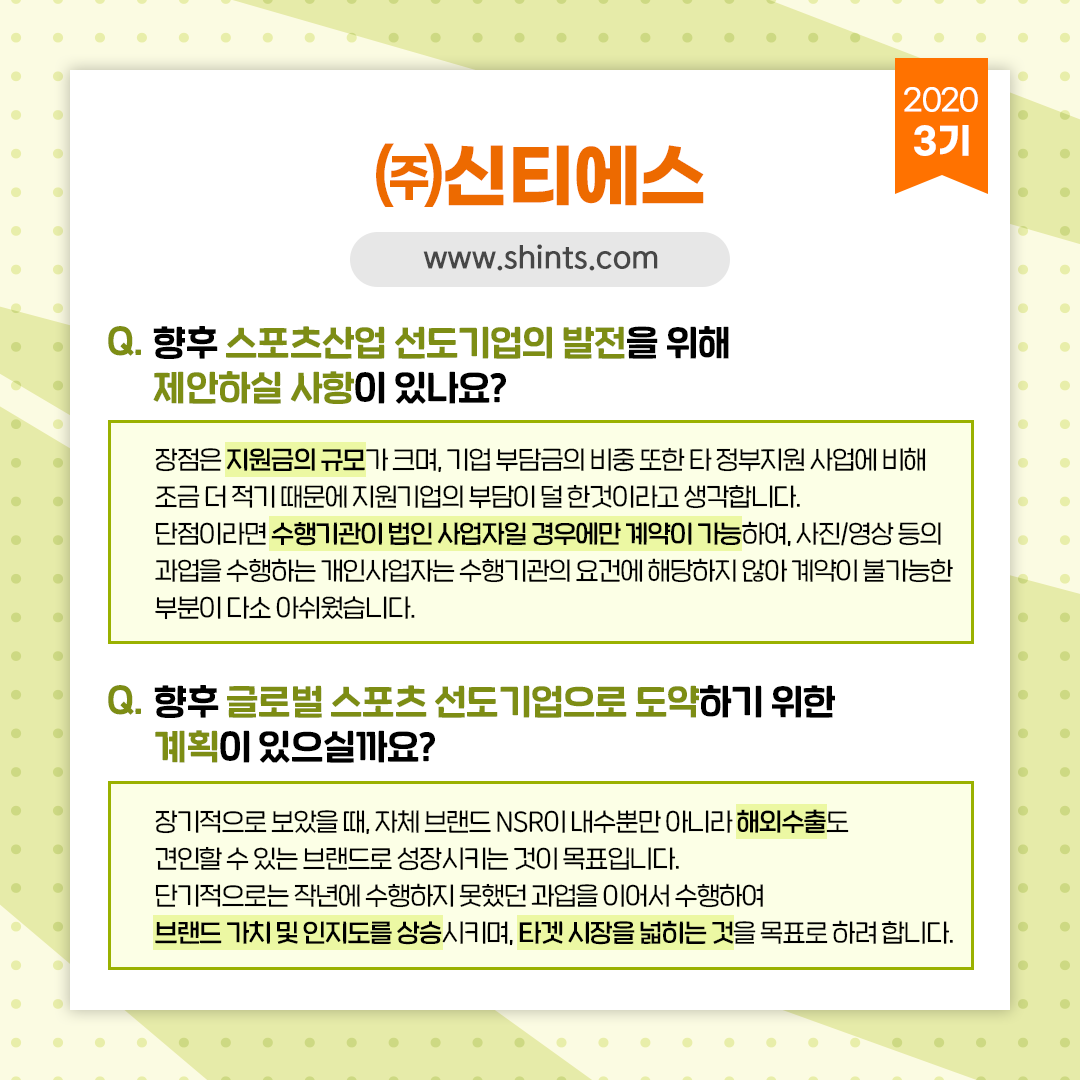 2020
3기
㈜신티에스
www.shints.com
Q. 향후 스포츠산업 선도기업의 발전을 위해
제안하실 사항이 있나요?
장점은 지원금의 규모가 크며, 기업 부담금의 비중 또한 타 정부지원 사업에 비해
조금 더 적기 때문에 지원기업의 부담이 덜 한것이라고 생각합니다.
단점이라면 수행기관이 법인 사업자일 경우에만 계약이 가능하여, 사진/영상 등의
과업을 수행하는 개인사업자는 수행기관의 요건에 해당하지 않아 계약이 불가능한
부분이 다소 아쉬웠습니다.
Q. 향후 글로벌 스포츠 선도기업으로 도약하기 위한
계획이 있으실까요?
장기적으로 보았을 때, 자체 브랜드 NSR이 내수뿐만 아니라 해외수출도
견인할 수 있는 브랜드로 성장시키는 것이 목표입니다.
단기적으로는 작년에 수행하지 못했던 과업을 이어서 수행하여
브랜드 가치 및 인지도를 상승시키며, 타겟 시장을 넓히는 것을 목표로 하려 합니다.